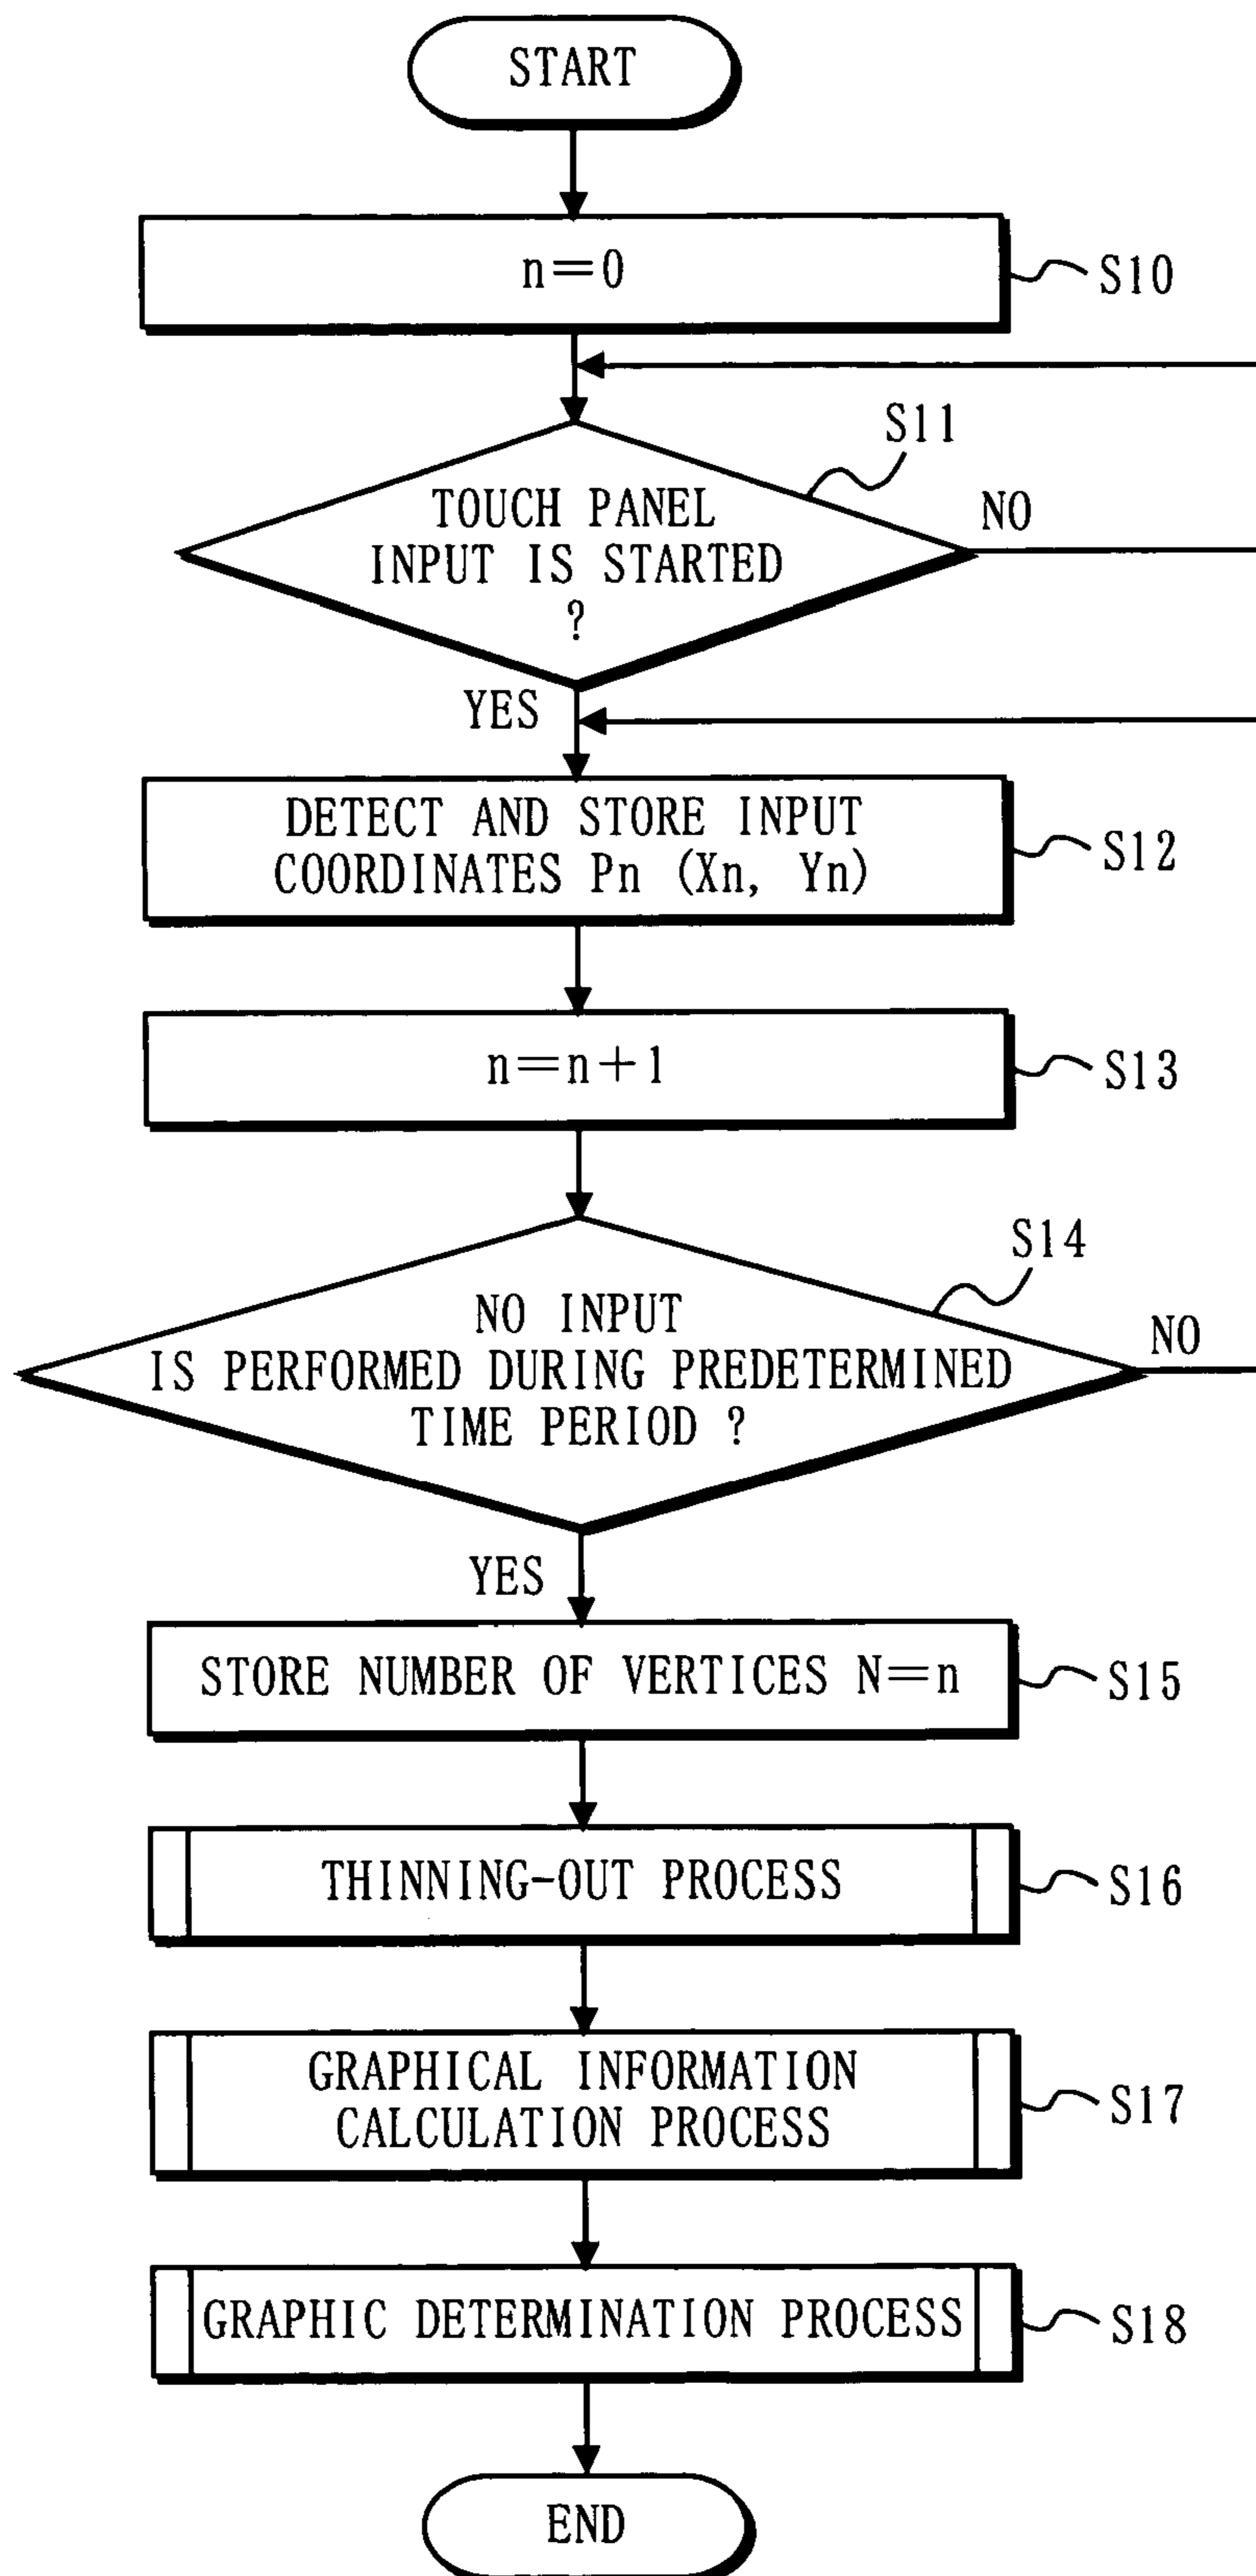 START
n=0
S10
S11
TOUCH PANEL
INPUT IS STARTED
?
NO
YES
DETECT AND STORE INPUT
COORDINATES Pn (Xn, Yn)
S12
n=n+1
S13
S14
NO INPUT
IS PERFORMED DURING PREDETERMINED
TIME PERIOD ?
NO
YES
STORE NUMBER OF VERTICES N=n
S15
THINNING-OUT PROCESS
S16
GRAPHICAL INFORMATION
CALCULATION PROCESS
S17
GRAPHIC DETERMINATION PROCESS
S18
END